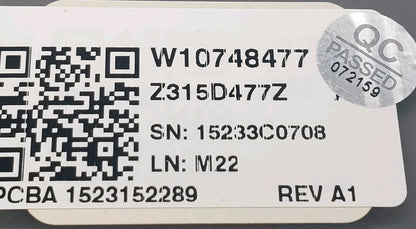 W10748477
Z315D477Z
SN: 15233C0708
LN: M22
PCBA 1523152289
REV A1
QC
PASSED
072159